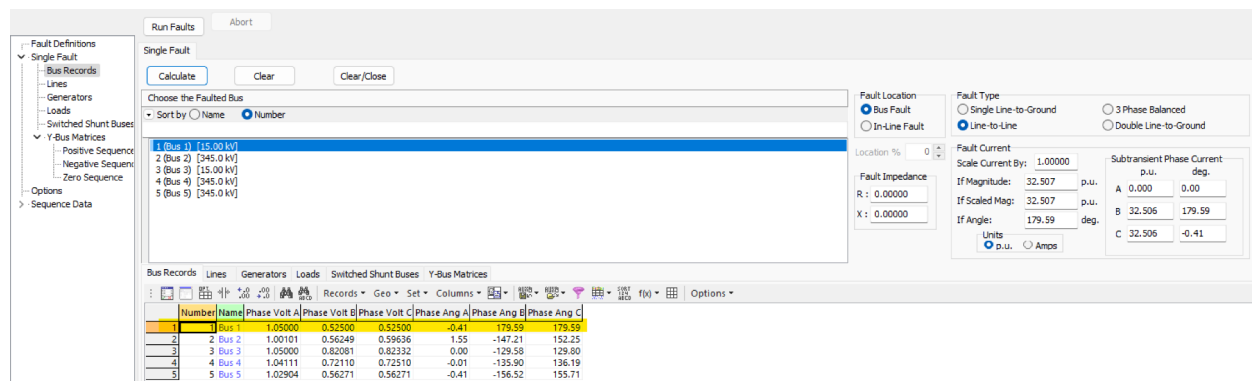 Run Faults
Abort
Fault Definitions
Single Fault
Bus Records
Lines
Generators
Loads
Switched Shunt Buses
Y-Bus Matrices
Positive Sequence
Negative Sequenc
Zero Sequence
Options
Sequence Data
Single Fault
Calculate Clear Clear/Close
Choose the Faulted Bus
Sort by Name Number
1 (Bus 1) [15.00 kV]
2 (Bus 2) [345.0 kV]
3 (Bus 3) [15.00 kV]
4 (Bus 4) [345.0 kV]
5 (Bus 5) [345.0 kV]
Fault Location
Bus Fault
In-Line Fault
Location % 0
Fault Impedance
R : 0.00000
X : 0.00000
Fault Type
Single Line-to-Ground 3 Phase Balanced
Line-to-Line Double Line-to-Ground
Fault Current
Scale Current By: 1.00000
If Magnitude: 32.507 p.u.
If Scaled Mag: 32.507 p.u.
If Angle: 179.59 deg.
Units
p.u. Amps
Subtransient Phase Current
p.u. deg.
A 0.000 0.00
B 32.506 179.59
C 32.506 -0.41
Bus Records Lines Generators Loads Switched Shunt Buses Y-Bus Matrices
Records Geo Set Columns f(x) Options
Number Name Phase Volt A Phase Volt B Phase Volt C Phase Ang A Phase Ang B Phase Ang C
1 1 Bus 1 1.05000 0.52500 0.52500 -0.41 179.59 179.59
2 2 Bus 2 1.00101 0.56249 0.59636 1.55 -147.21 152.25
3 3 Bus 3 1.05000 0.82081 0.82332 0.00 -129.58 129.80
4 4 Bus 4 1.04111 0.72110 0.72510 -0.01 -135.90 136.19
5 5 Bus 5 1.02904 0.56271 0.56271 -0.41 -156.52 155.71